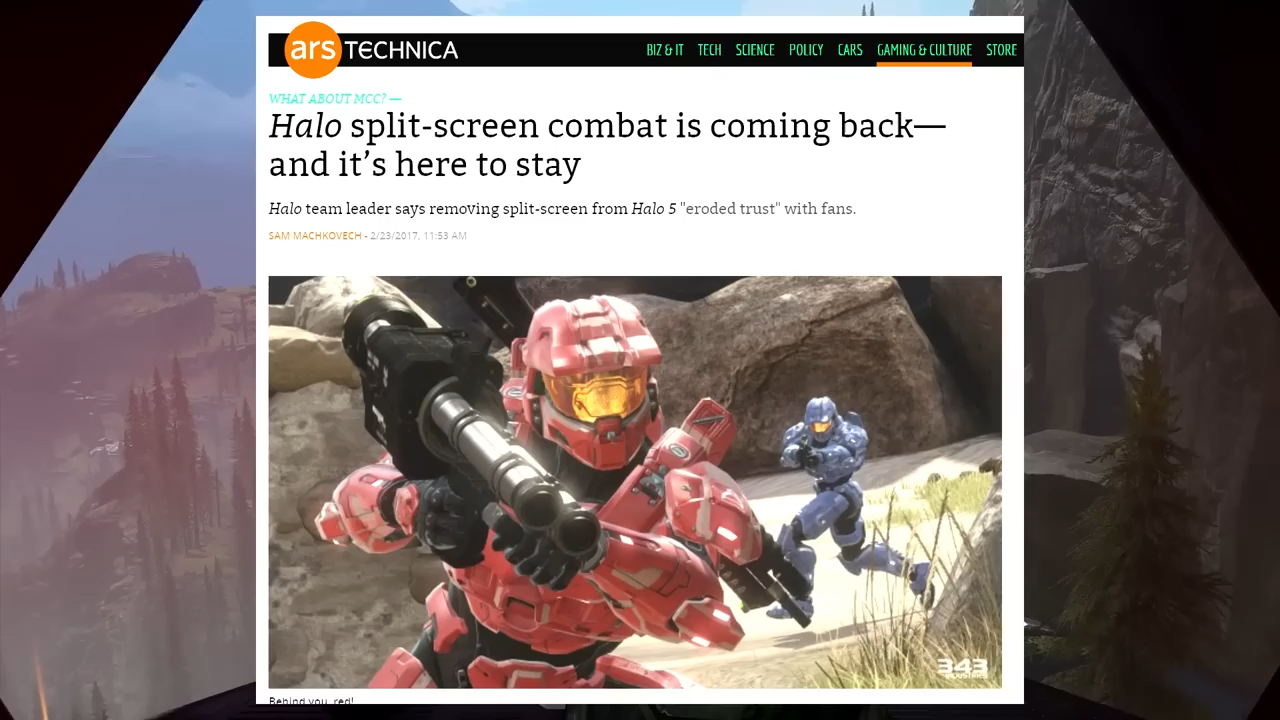 ars TECHNICA
BIZ & IT TECH SCIENCE POLICY CARS GAMING & CULTURE STORE
WHAT ABOUT MCC? —
Halo split-screen combat is coming back—
and it’s here to stay
Halo team leader says removing split-screen from Halo 5 "eroded trust" with fans.
SAM MACHKOVECH - 2/23/2017, 11:53 AM
343
INDUSTRIES
Behind you, red!